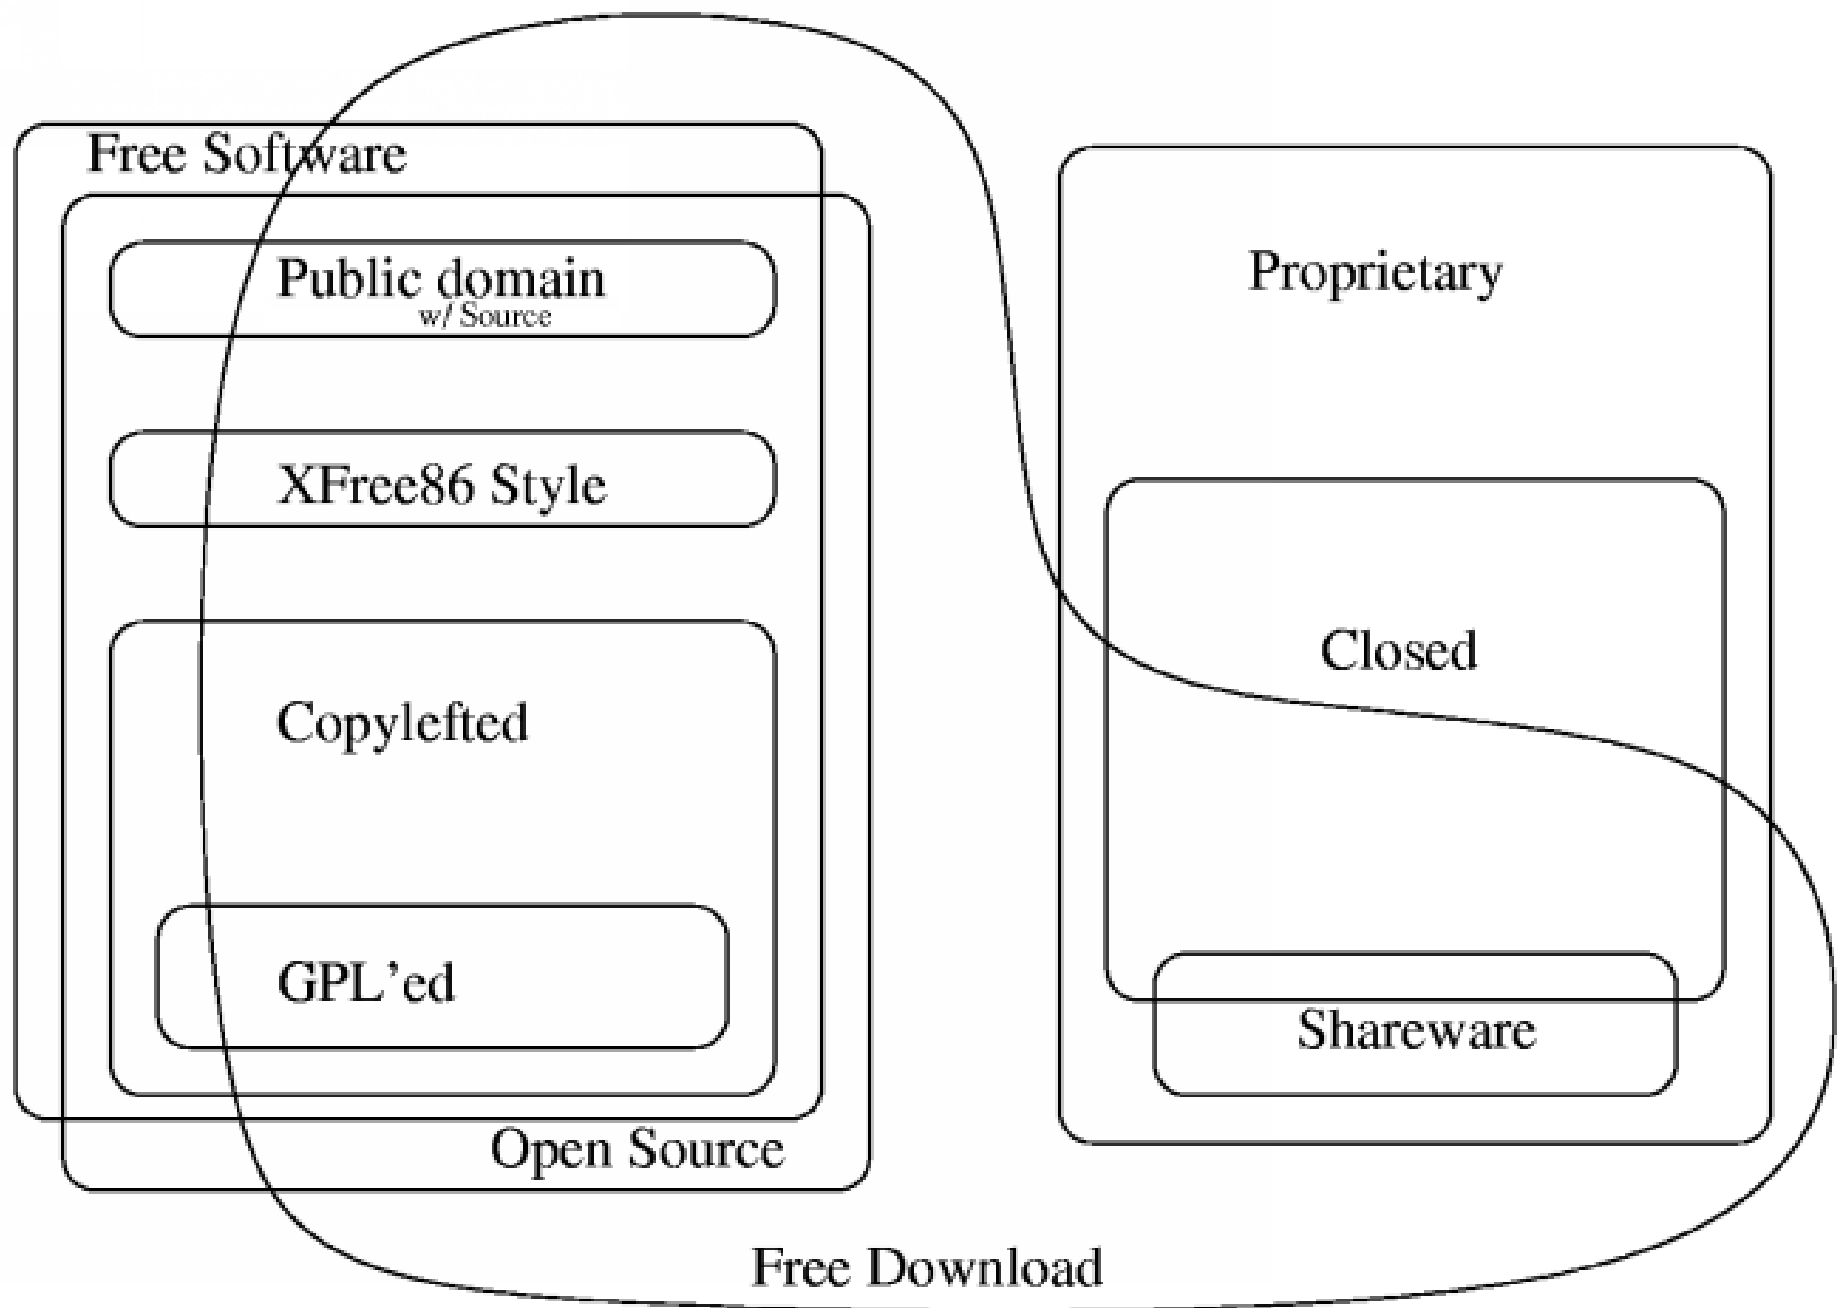 Free Software
Public domain
w/ Source
XFree86 Style
Copylefted
GPL'ed
Open Source
Proprietary
Closed
Shareware
Free Download